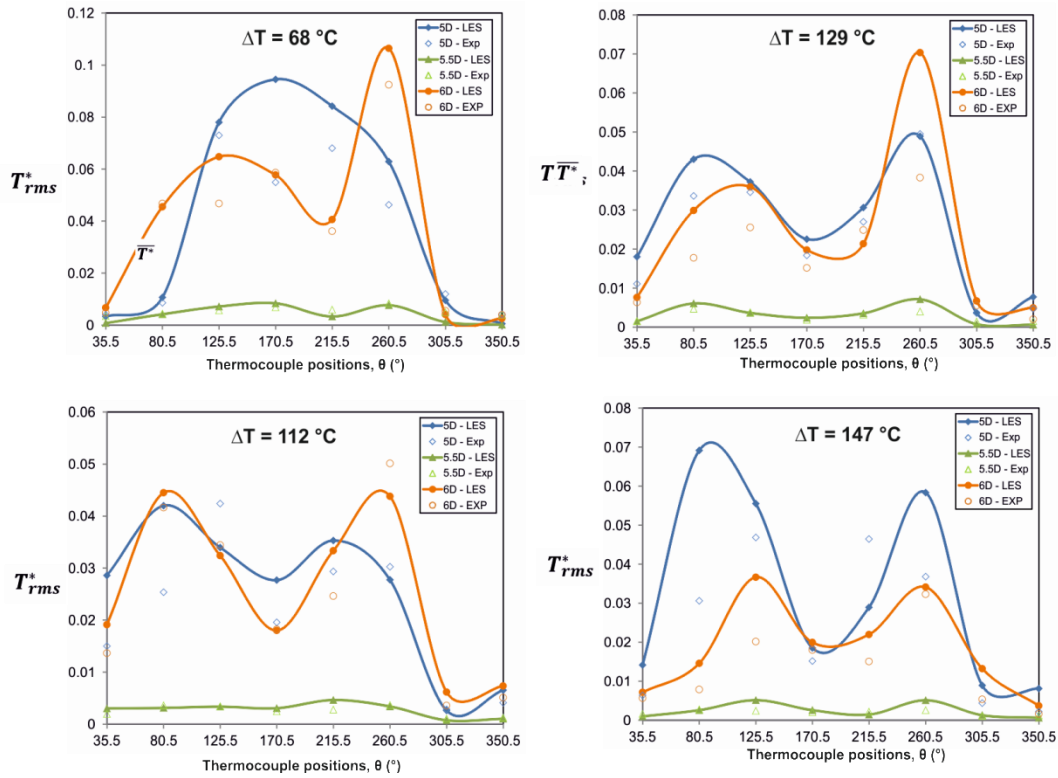 ΔT = 68 °C
0.12
0.1
0.08
0.06
0.04
0.02
0
T*rms
T̅*̅
5D - LES
5D - Exp
5.5D - LES
5.5D - Exp
6D - LES
6D - EXP
35.5 80.5 125.5 170.5 215.5 260.5 305.5 350.5
Thermocouple positions, θ (°)
ΔT = 129 °C
0.08
0.07
0.06
0.05
0.04
0.03
0.02
0.01
0
T T̅*̅ ;
5D - LES
5D - Exp
5.5D - LES
5.5D - Exp
6D - LES
6D - EXP
35.5 80.5 125.5 170.5 215.5 260.5 305.5 350.5
Thermocouple positions, θ (°)
ΔT = 112 °C
0.06
0.05
0.04
0.03
0.02
0.01
0
T*rms
5D - LES
5D - Exp
5.5D - LES
5.5D - Exp
6D - LES
6D - EXP
35.5 80.5 125.5 170.5 215.5 260.5 305.5 350.5
Thermocouple positions, θ (°)
ΔT = 147 °C
0.08
0.07
0.06
0.05
0.04
0.03
0.02
0.01
0
T*rms
5D - LES
5D - Exp
5.5D - LES
5.5D - Exp
6D - LES
6D - EXP
35.5 80.5 125.5 170.5 215.5 260.5 305.5 350.5
Thermocouple positions, θ (°)